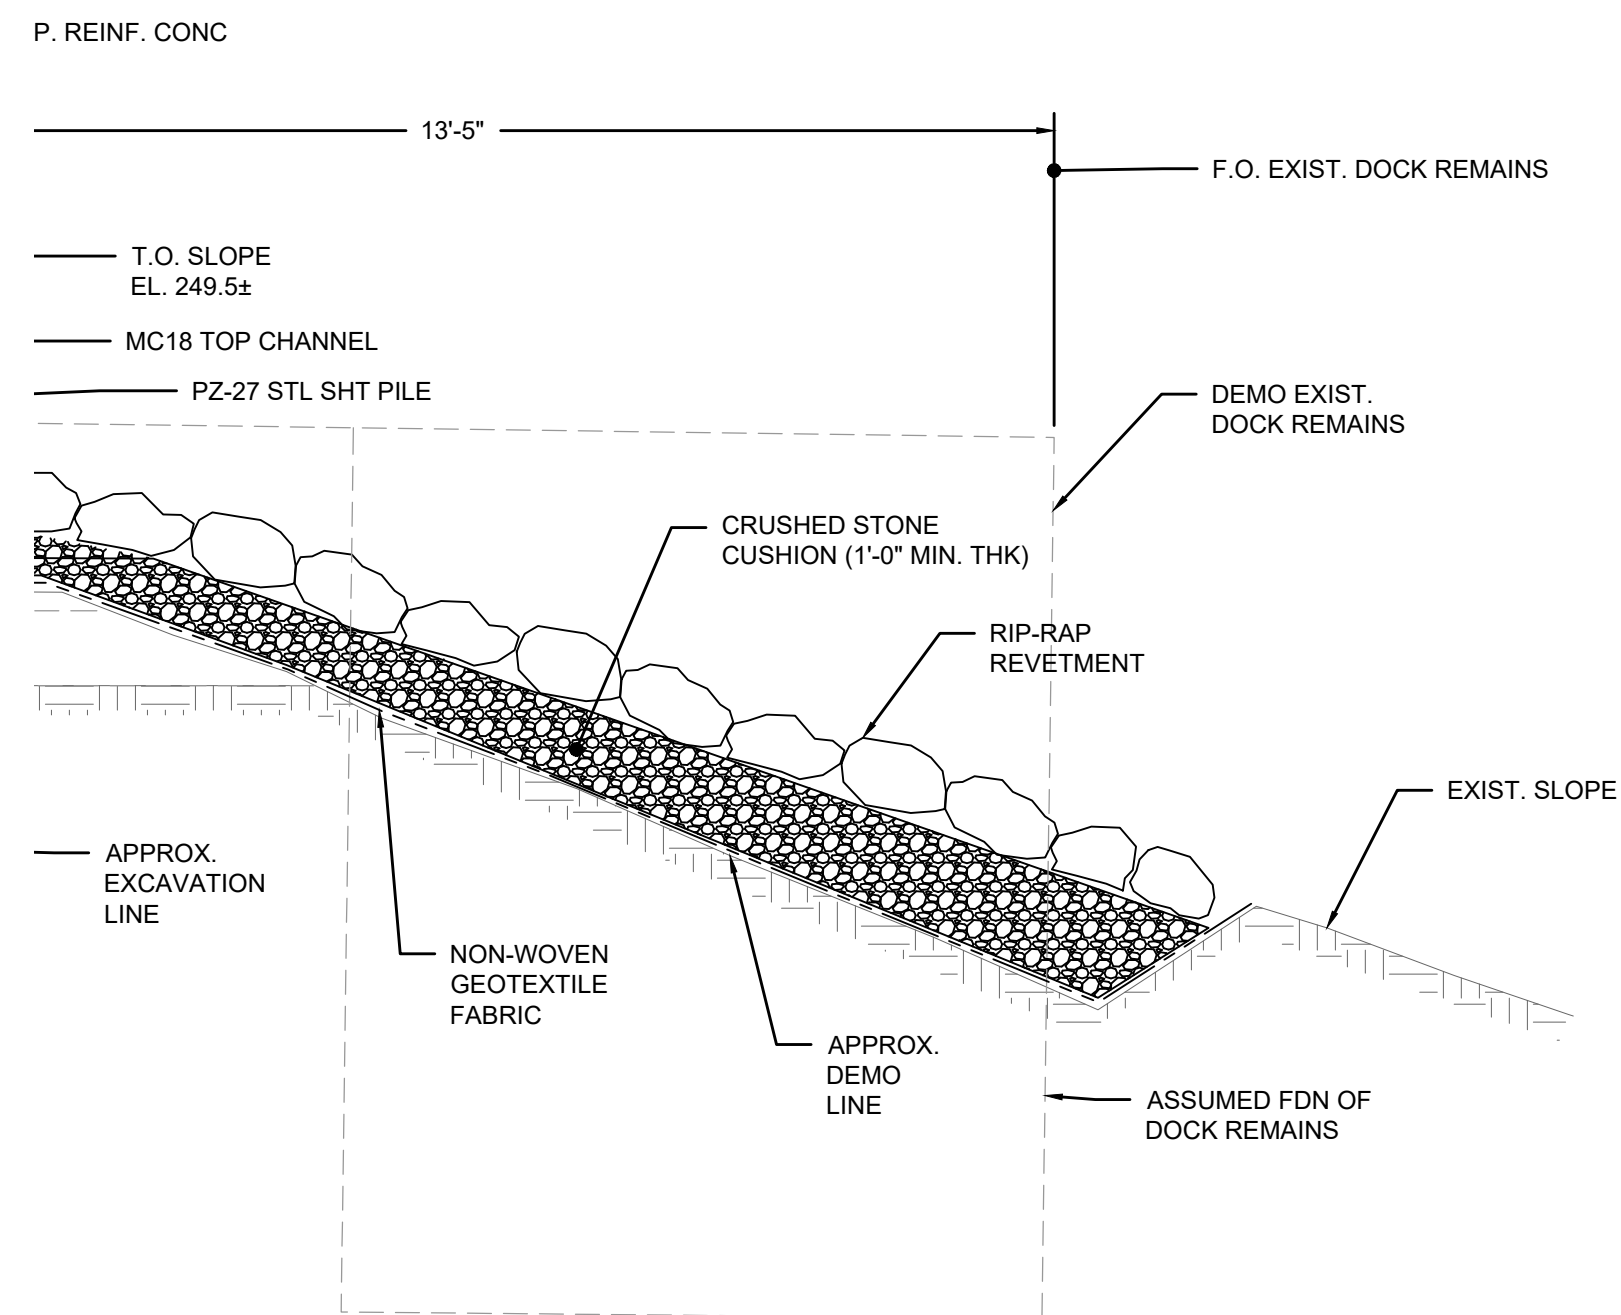 P. REINF. CONC
13'-5"
F.O. EXIST. DOCK REMAINS
T.O. SLOPE
EL. 249.5±
MC18 TOP CHANNEL
PZ-27 STL SHT PILE
DEMO EXIST.
DOCK REMAINS
CRUSHED STONE
CUSHION (1'-0" MIN. THK)
RIP-RAP
REVETMENT
EXIST. SLOPE
APPROX.
EXCAVATION
LINE
NON-WOVEN
GEOTEXTILE
FABRIC
APPROX.
DEMO
LINE
ASSUMED FDN OF
DOCK REMAINS